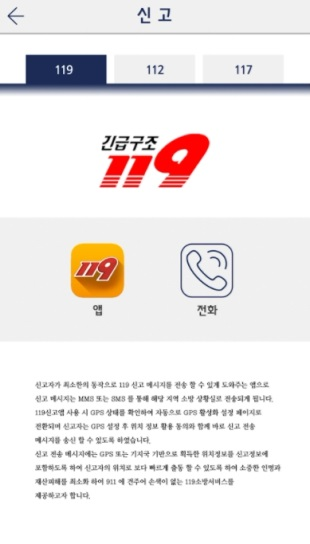 신고
119 112 117
긴급구조
119
119
앱 전화
신고자가 최소한의 동작으로 119 신고 메시지를 전송 할 수 있게 도와주는 앱으로
신고 메시지는 MMS 또는 SMS 를 통해 해당 지역 소방 상황실로 전송되게 됩니다.
119신고앱 사용 시 GPS 상태를 확인하여 자동으로 GPS 활성화 설정 페이지로
전환되며 신고자는 GPS 설정 후 위치 정보 활용 동의와 함께 바로 신고 전송
메시지를 송신 할 수 있도록 하였습니다.
신고 전송 메시지에는 GPS 또는 기지국 기반으로 획득한 위치정보를 신고정보에
포함하도록 하여 신고자의 위치로 보다 빠르게 출동 할 수 있도록 하여 소중한 인명과
재산피해를 최소화 하여 911 에 견주어 손색이 없는 119소방서비스를
제공하고자 합니다.